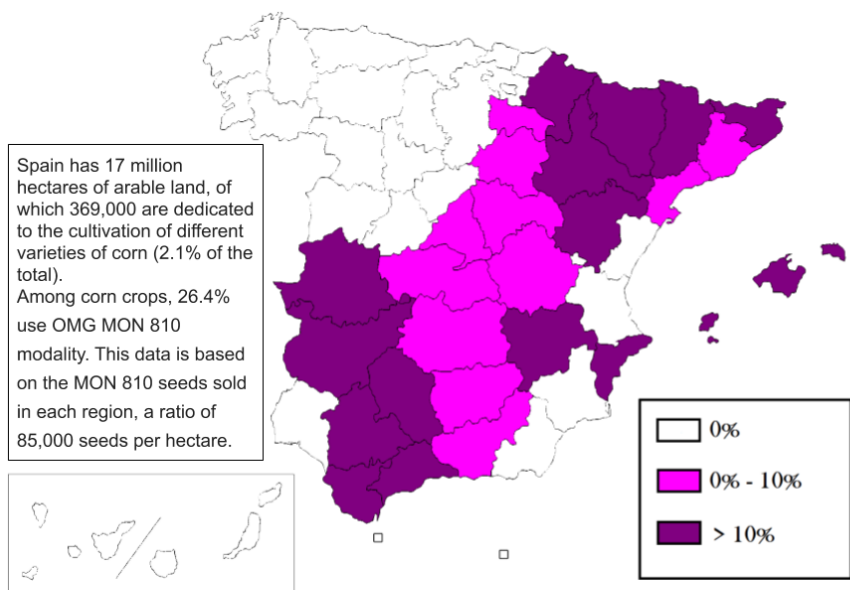 Spain has 17 million
hectares of arable land, of
which 369,000 are dedicated
to the cultivation of different
varieties of corn (2.1% of the
total).
Among corn crops, 26.4%
use OMG MON 810
modality. This data is based
on the MON 810 seeds sold
in each region, a ratio of
85,000 seeds per hectare.
0%
0% - 10%
> 10%